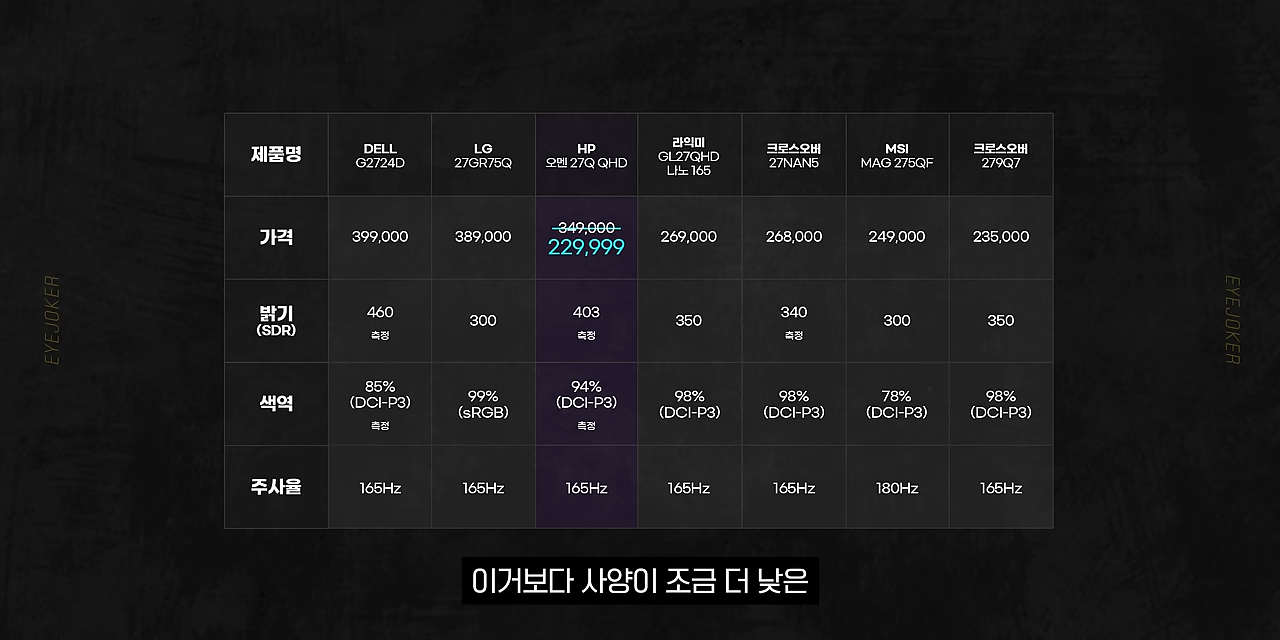 제품명
DELL
G2724D
LG
27GR75Q
HP
오멘 27Q QHD
라익미
GL27QHD
나노 165
크로스오버
27NAN5
MSI
MAG 275QF
크로스오버
279Q7
가격
399,000
389,000
349,000
229,999
269,000
268,000
249,000
235,000
밝기
(SDR)
460
측정
300
403
측정
350
340
측정
300
350
색역
85%
(DCI-P3)
측정
99%
(sRGB)
94%
(DCI-P3)
측정
98%
(DCI-P3)
98%
(DCI-P3)
78%
(DCI-P3)
98%
(DCI-P3)
주사율
165Hz
165Hz
165Hz
165Hz
165Hz
180Hz
165Hz
EYEJOKER
EYEJOKER
이거보다 사양이 조금 더 낮은